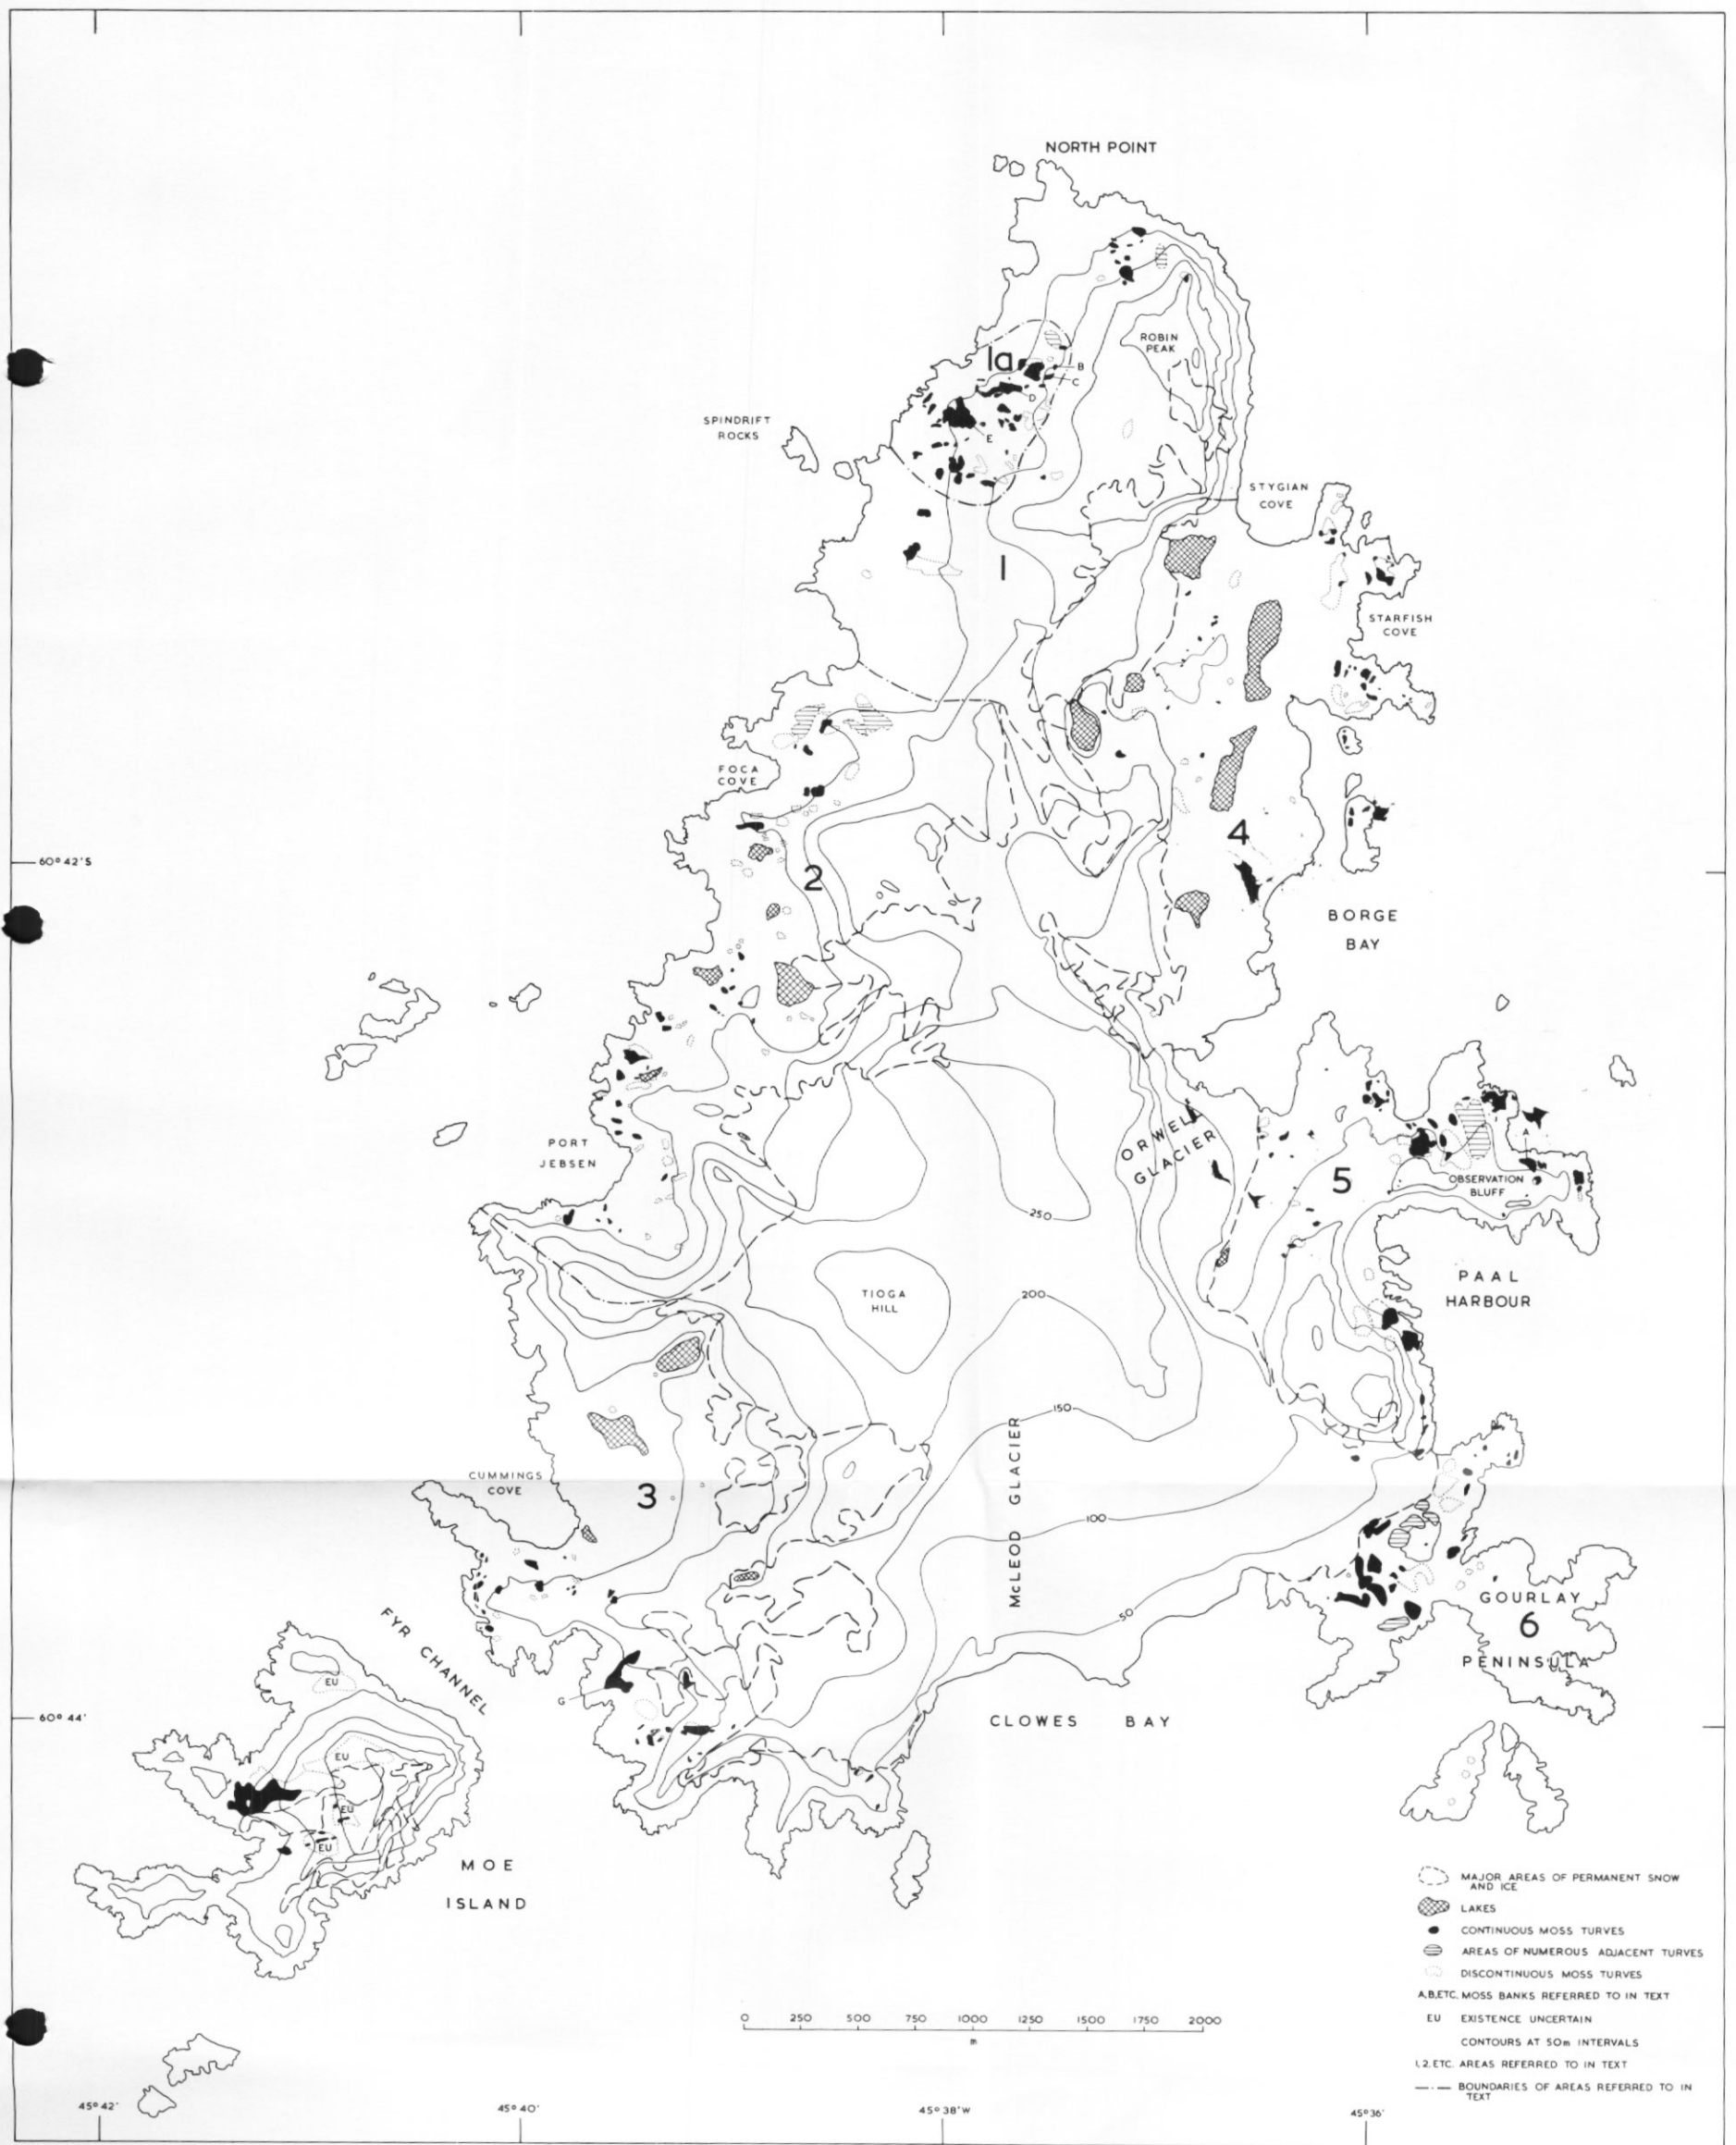 NORTH POINT
ROBIN
PEAK
1a
B
C
D
E
SPINDRIFT
ROCKS
STYGIAN
COVE
1
STARFISH
COVE
FOCA
COVE
4
60° 42'S
2
BORGE
BAY
ORWELL
GLACIER
A
PORT
JEBSEN
5
OBSERVATION
BLUFF
250
PAAL
HARBOUR
TIOGA
HILL
200
150
McLEOD GLACIER
CUMMINGS
COVE
3
100
GOURLAY
6
PENINSULA
50
FYR CHANNEL
EU
G
60° 44'
CLOWES BAY
EU
EU
EU
MOE
ISLAND
MAJOR AREAS OF PERMANENT SNOW
AND ICE
LAKES
CONTINUOUS MOSS TURVES
AREAS OF NUMEROUS ADJACENT TURVES
DISCONTINUOUS MOSS TURVES
A,B,ETC. MOSS BANKS REFERRED TO IN TEXT
EU EXISTENCE UNCERTAIN
CONTOURS AT 50m INTERVALS
1,2,ETC. AREAS REFERRED TO IN TEXT
BOUNDARIES OF AREAS REFERRED TO IN
TEXT
0 250 500 750 1000 1250 1500 1750 2000
m
45° 42' 45° 40' 45° 38'W 45° 36'